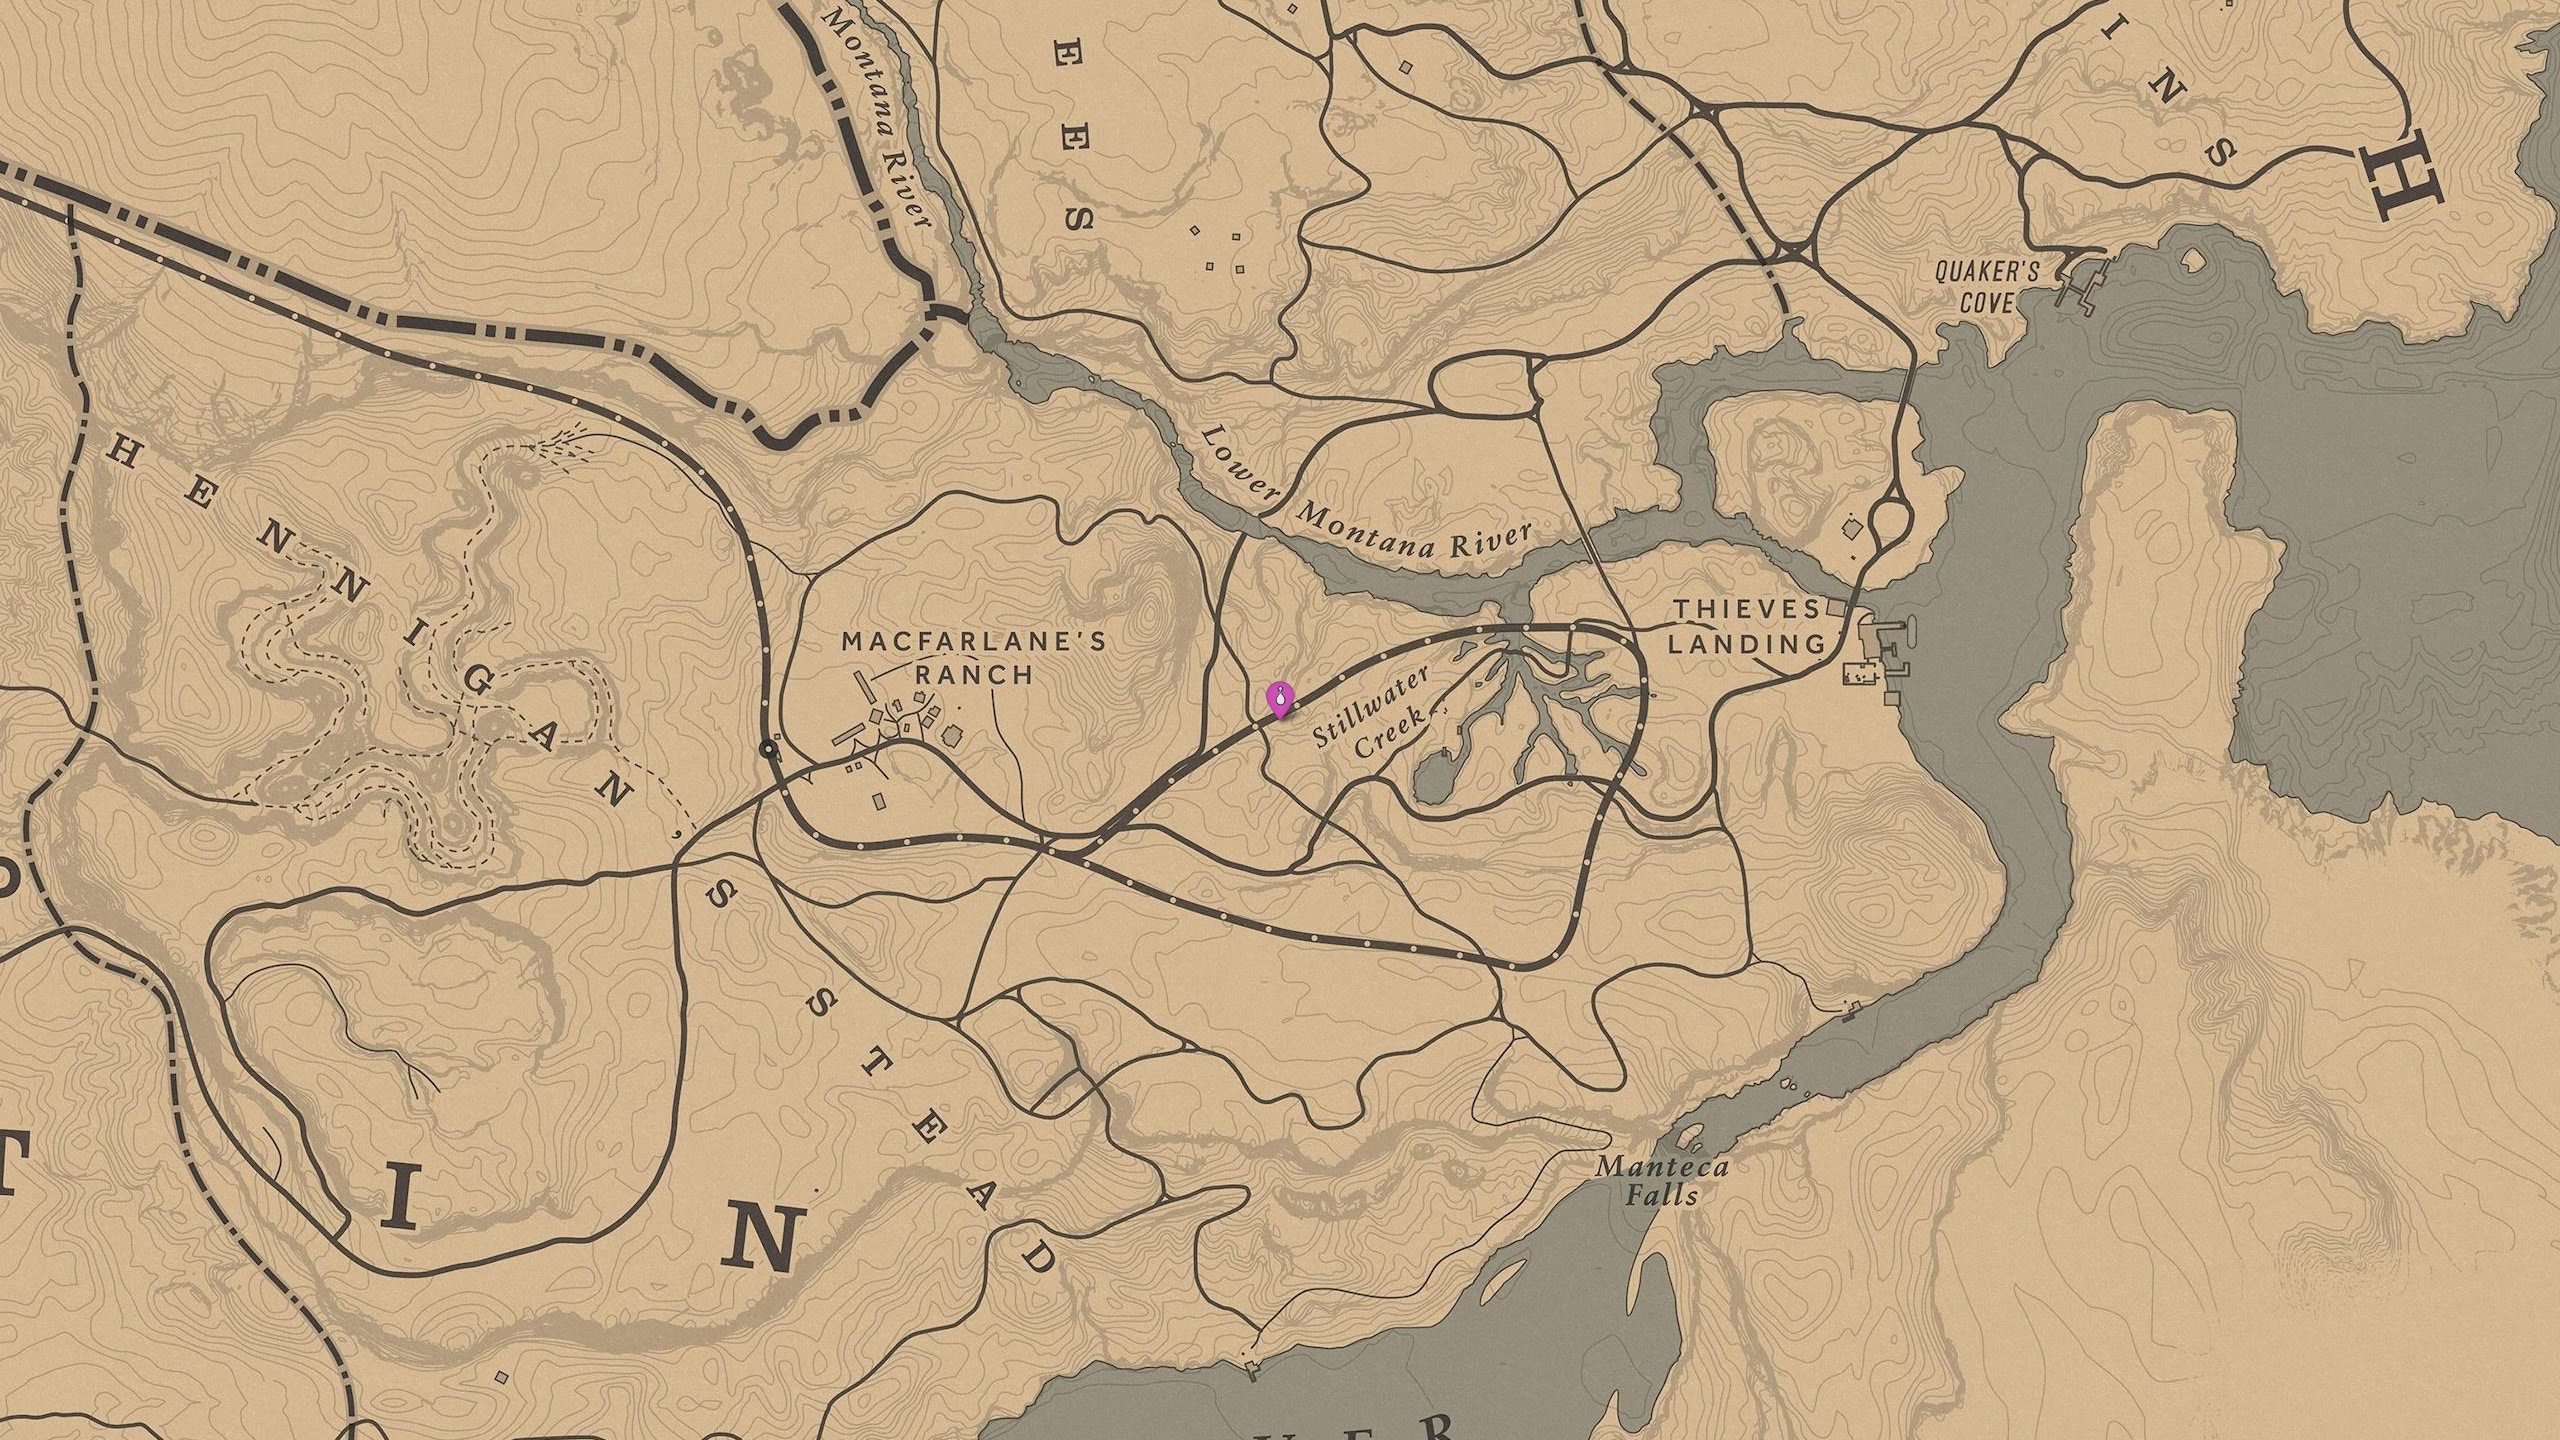 Montana River
E E S
I N S
H
QUAKER'S
COVE
HENNIGAN'S STEAD
Lower Montana River
THIEVES
LANDING
MACFARLANE'S
RANCH
Stillwater
Creek
T I N
Manteca
Falls
V E R